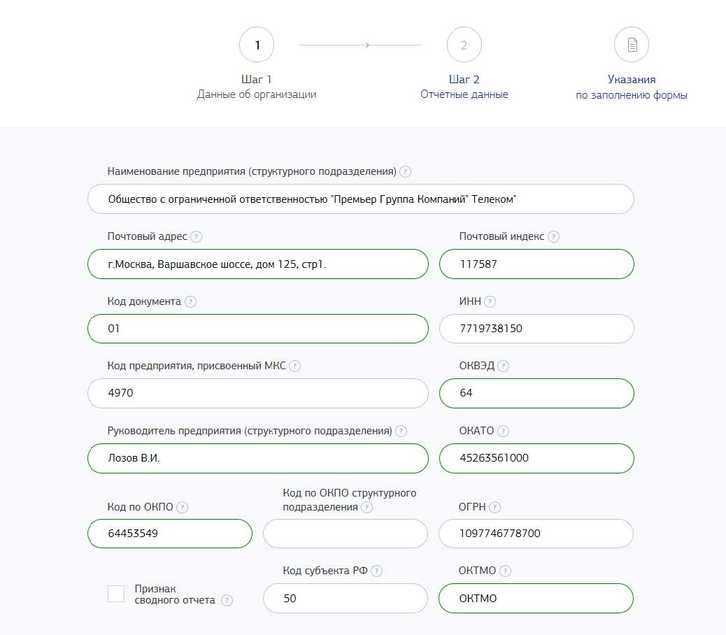 1
2
Шаг 1
Шаг 2
Указания
Данные об организации
Отчетные данные
по заполнению формы
Наименование предприятия (структурного подразделения) ?
Общество с ограниченной ответственностью "Премьер Группа Компаний" Телеком"
Почтовый адрес ?
Почтовый индекс ?
г.Москва, Варшавское шоссе, дом 125, стр1.
117587
Код документа ?
ИНН ?
01
7719738150
Код предприятия, присвоенный МКС ?
ОКВЭД ?
4970
64
Руководитель предприятия (структурного подразделения) ?
ОКАТО ?
Лозов В.И.
45263561000
Код по ОКПО ?
Код по ОКПО структурного
подразделения ?
ОГРН ?
64453549
1097746778700
Признак
сводного отчета ?
Код субъекта РФ ?
ОКТМО ?
50
ОКТМО